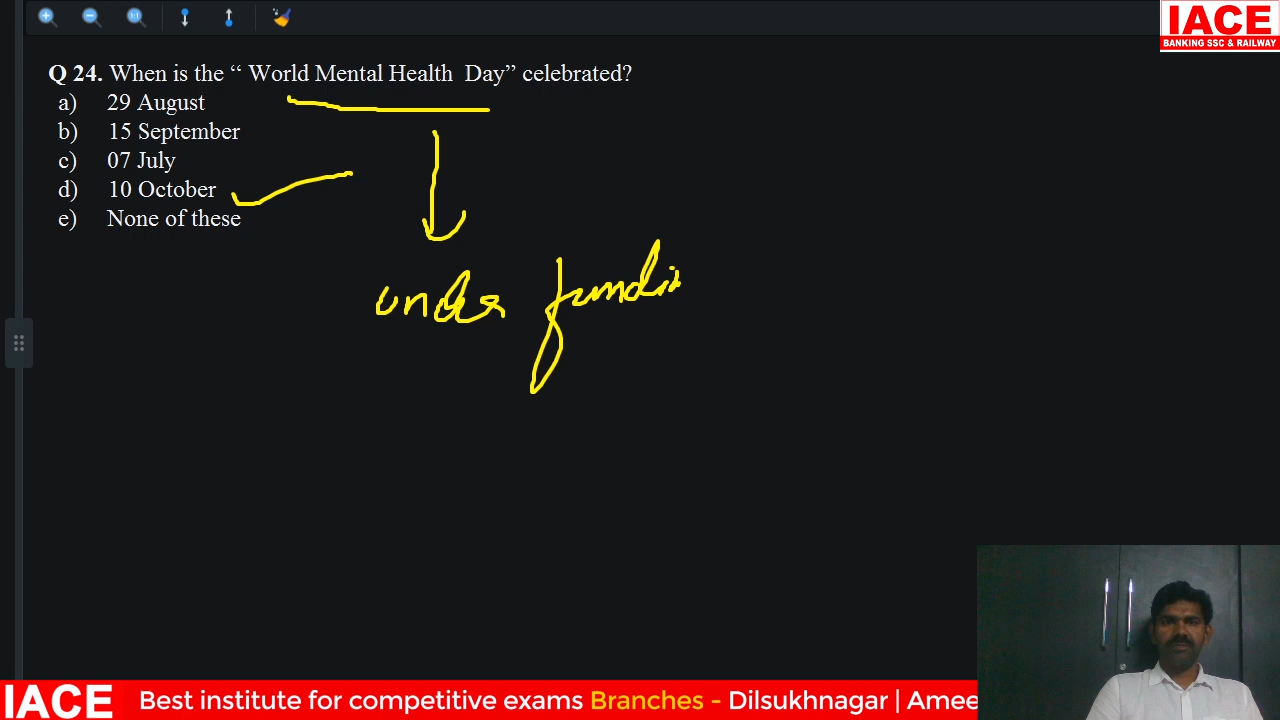 IACE
BANKING SSC & RAILWAY
Q 24. When is the “ World Mental Health Day” celebrated?
a) 29 August
b) 15 September
c) 07 July
d) 10 October
e) None of these
under
IACE Best institute for competitive exams Branches - Dilsukhnagar | Amee